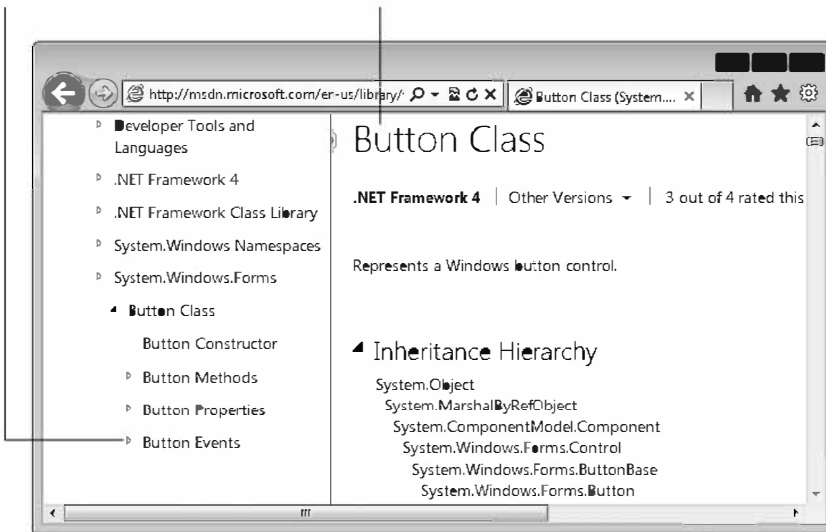 http://msdn.microsoft.com/er-us/library/
Button Class (System....
Developer Tools and
Languages
.NET Framework 4
.NET Framework Class Library
System.Windows Namespaces
System.Windows.Forms
Button Class
Button Constructor
Button Methods
Button Properties
Button Events
Button Class
.NET Framework 4 | Other Versions | 3 out of 4 rated this
Represents a Windows button control.
Inheritance Hierarchy
System.Object
System.MarshalByRefObject
System.ComponentModel.Component
System.Windows.Forms.Control
System.Windows.Forms.ButtonBase
System.Windows.Forms.Button